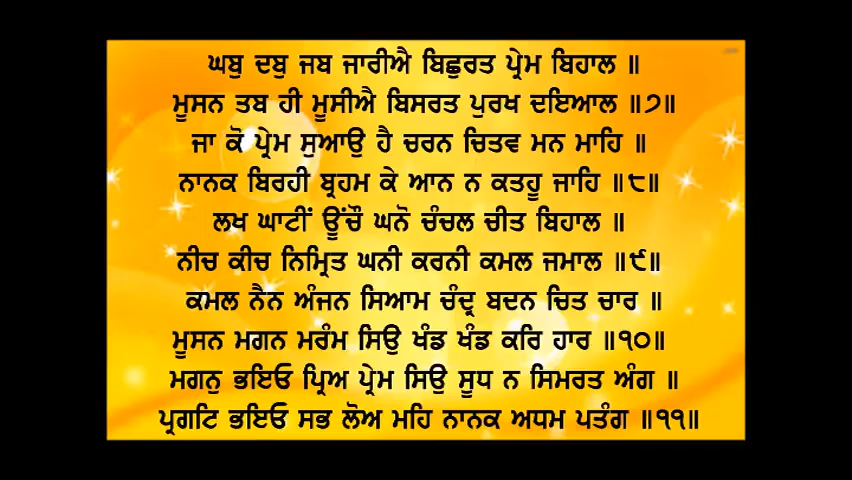 ਘਬੁ ਦਬੁ ਜਬ ਜਾਰੀਐ ਬਿਛੁਰਤ ਪ੍ਰੇਮ ਬਿਹਾਲ ॥
ਮੂਸਨ ਤਬ ਹੀ ਮੂਸੀਐ ਬਿਸਰਤ ਪੁਰਖ ਦਇਆਲ ॥੭॥
ਜਾ ਕੋ ਪ੍ਰੇਮ ਸੁਆਉ ਹੈ ਚਰਨ ਚਿਤਵ ਮਨ ਮਾਹਿ ॥
ਨਾਨਕ ਬਿਰਹੀ ਬ੍ਰਹਮ ਕੇ ਆਨ ਨ ਕਤਹੂ ਜਾਹਿ ॥੮॥
ਲਖ ਘਾਟੀਂ ਊਂਚੌ ਘਨੋ ਚੰਚਲ ਚੀਤ ਬਿਹਾਲ ॥
ਨੀਚ ਕੀਚ ਨਿਮ੍ਰਿਤ ਘਨੀ ਕਰਨੀ ਕਮਲ ਜਮਾਲ ॥੯॥
ਕਮਲ ਨੈਨ ਅੰਜਨ ਸਿਆਮ ਚੰਦ੍ਰ ਬਦਨ ਚਿਤ ਚਾਰ ॥
ਮੂਸਨ ਮਗਨ ਮਰੰਮ ਸਿਉ ਖੰਡ ਖੰਡ ਕਰਿ ਹਾਰ ॥੧੦॥
ਮਗਨੁ ਭਇਓ ਪ੍ਰਿਅ ਪ੍ਰੇਮ ਸਿਉ ਸੂਧ ਨ ਸਿਮਰਤ ਅੰਗ ॥
ਪ੍ਰਗਟਿ ਭਇਓ ਸਭ ਲੋਅ ਮਹਿ ਨਾਨਕ ਅਧਮ ਪਤੰਗ ॥੧੧॥